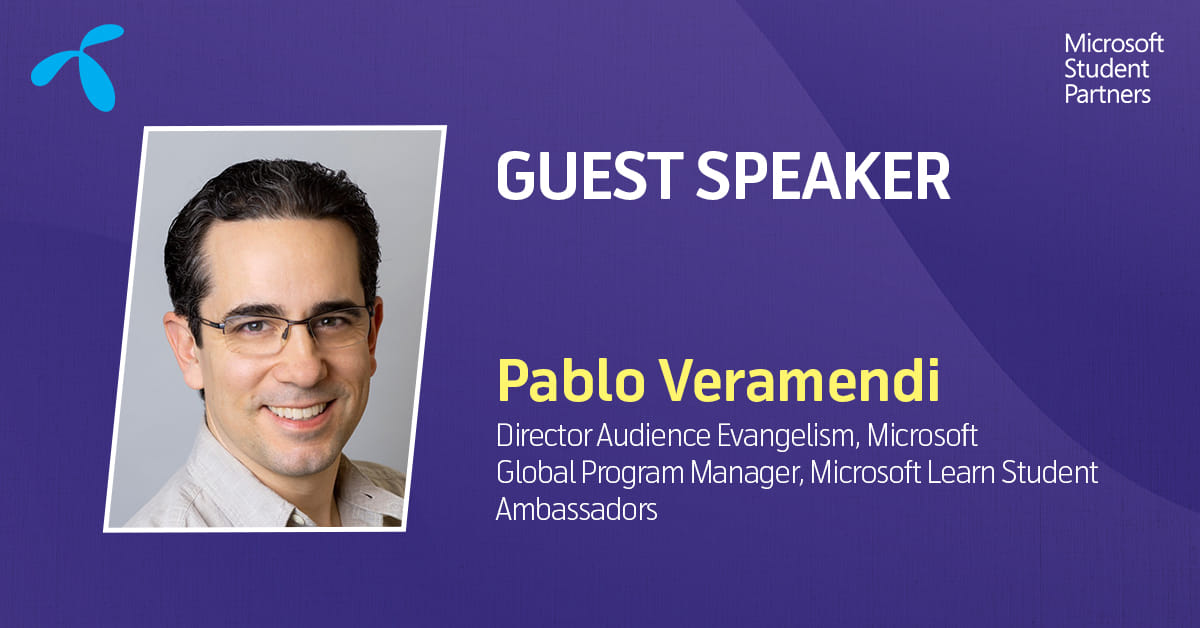 Microsoft
Student
Partners
GUEST SPEAKER
Pablo Veramendi
Director Audience Evangelism, Microsoft
Global Program Manager, Microsoft Learn Student
Ambassadors